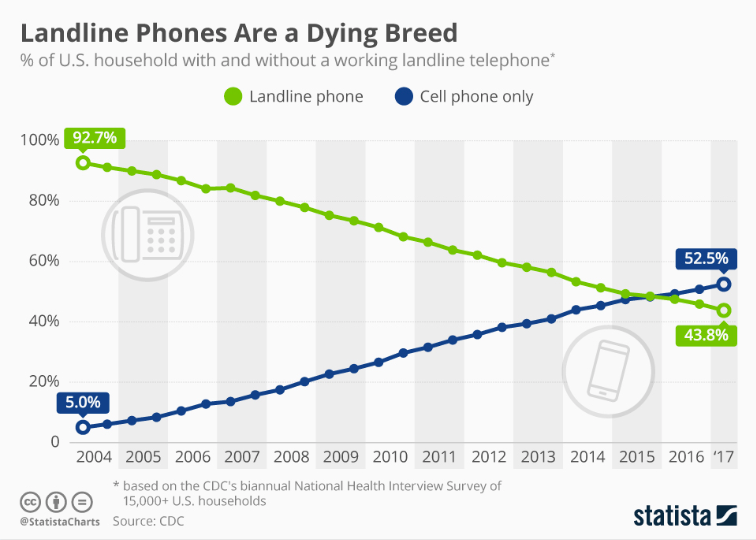 Landline Phones Are a Dying Breed
% of U.S. household with and without a working landline telephone*
Landline phone
Cell phone only
100%
92.7%
80%
60%
52.5%
40%
43.8%
20%
5.0%
0
2004 2005 2006 2007 2008 2009 2010 2011 2012 2013 2014 2015 2016 '17
* based on the CDC's biannual National Health Interview Survey of
15,000+ U.S. households
@StatistaCharts Source: CDC
statista